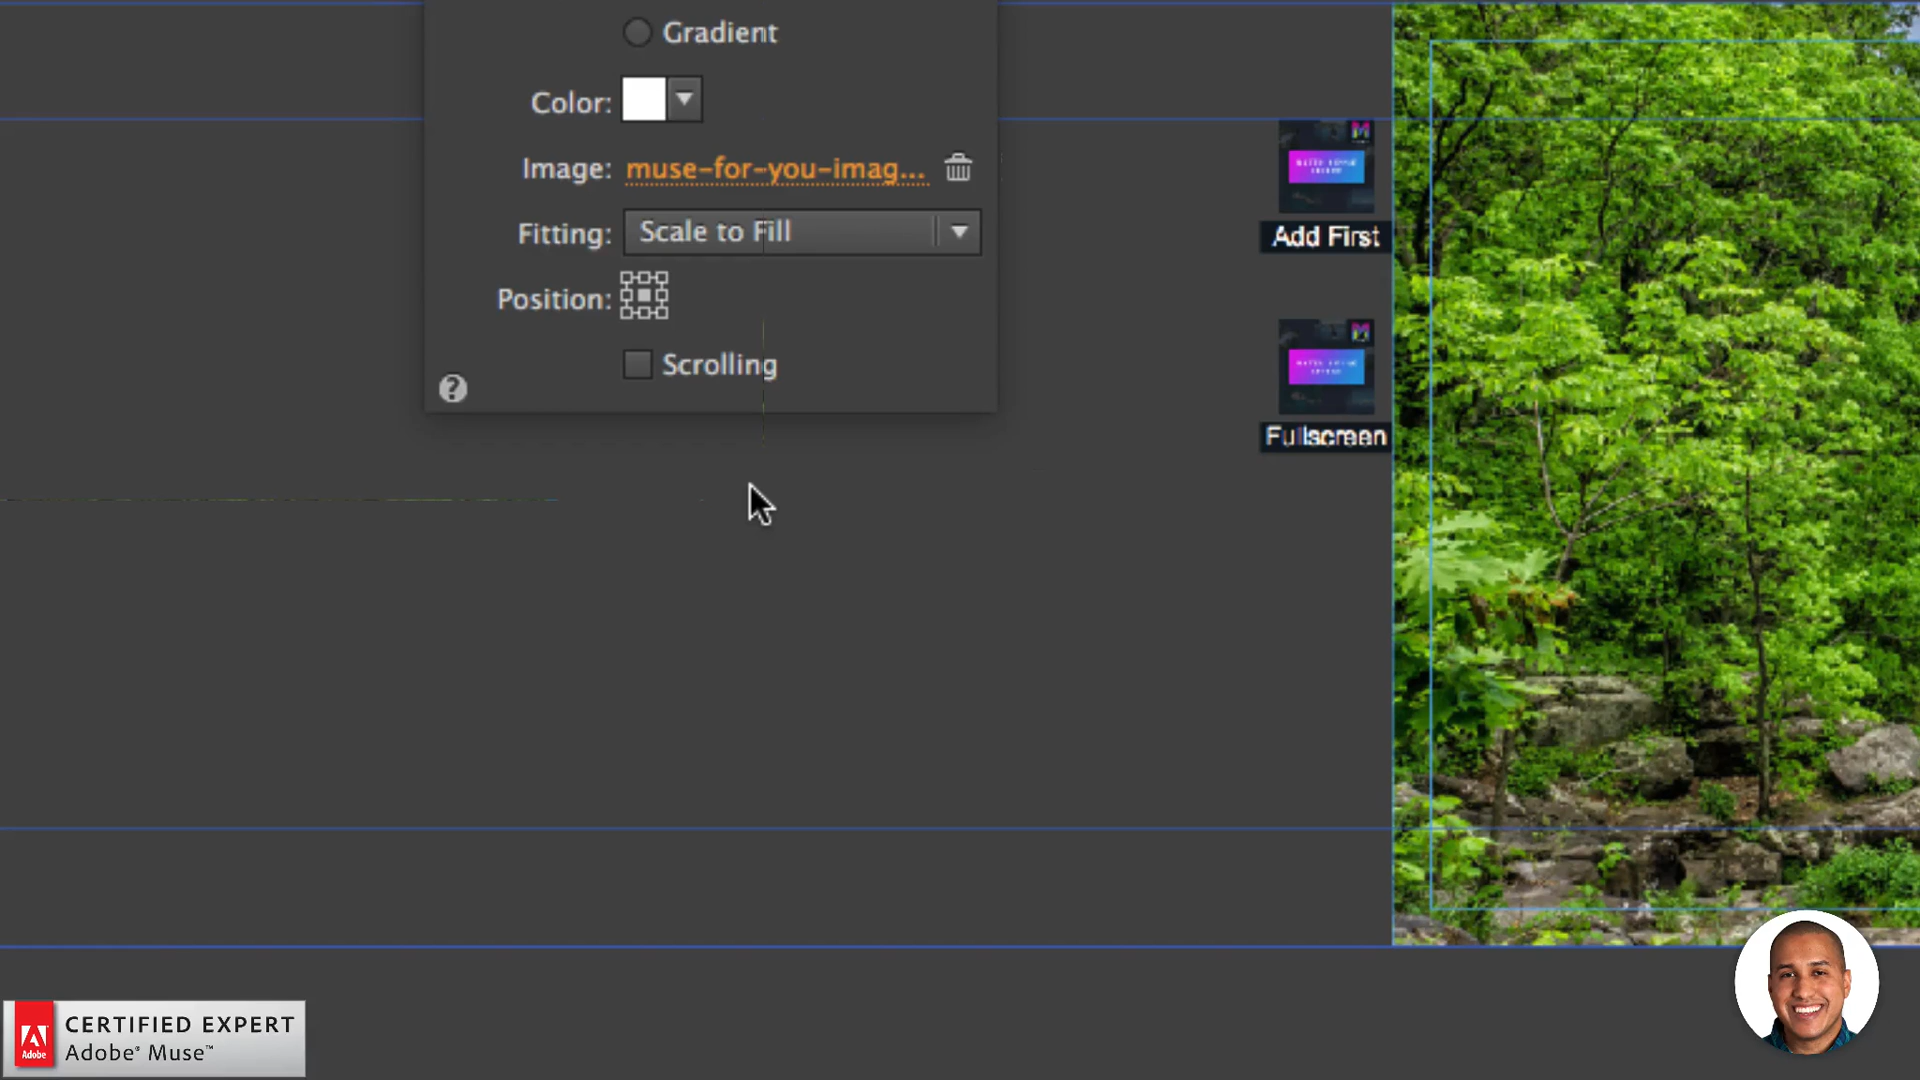 Gradient
Color:
Image: muse-for-you-imag...
Fitting: Scale to Fill
Position:
Scrolling
?
Add First
Fullscreen
CERTIFIED EXPERT
Adobe® Muse™
Adobe